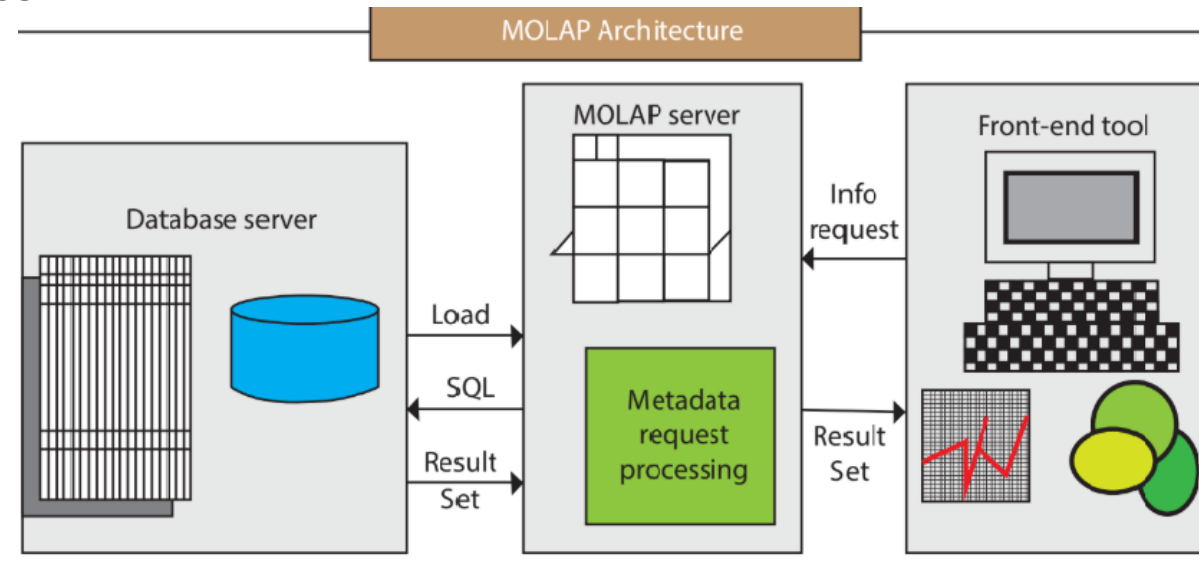 MOLAP Architecture
Database server
Load
SQL
Result
Set
MOLAP server
Metadata
request
processing
Info
request
Result
Set
Front-end tool